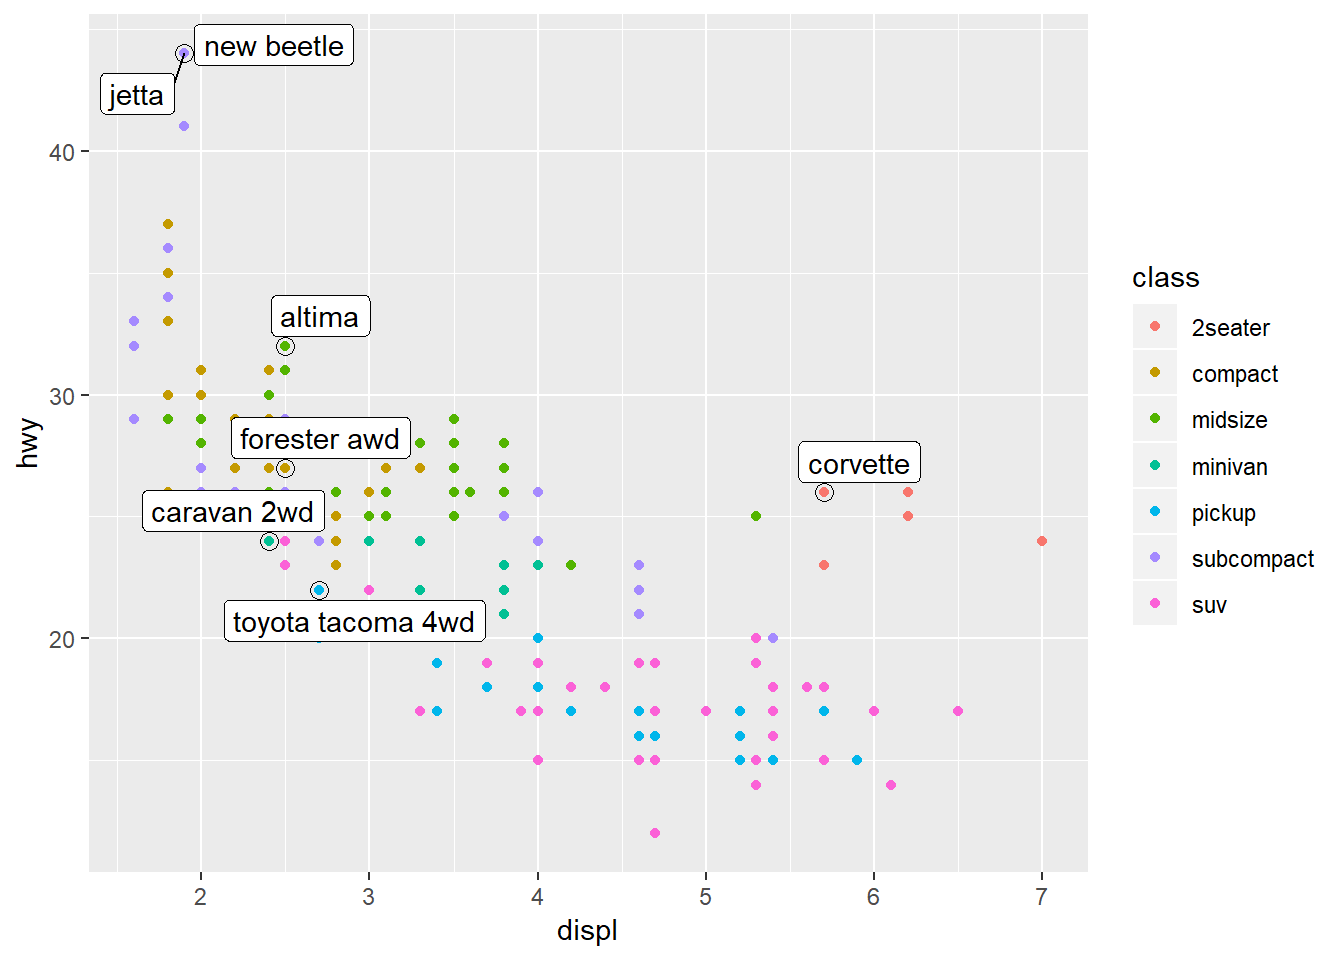 new beetle
jetta
40
altima
30
forester awd
corvette
caravan 2wd
toyota tacoma 4wd
20
hwy
2
3
4
5
6
7
displ
class
2seater
compact
midsize
minivan
pickup
subcompact
suv